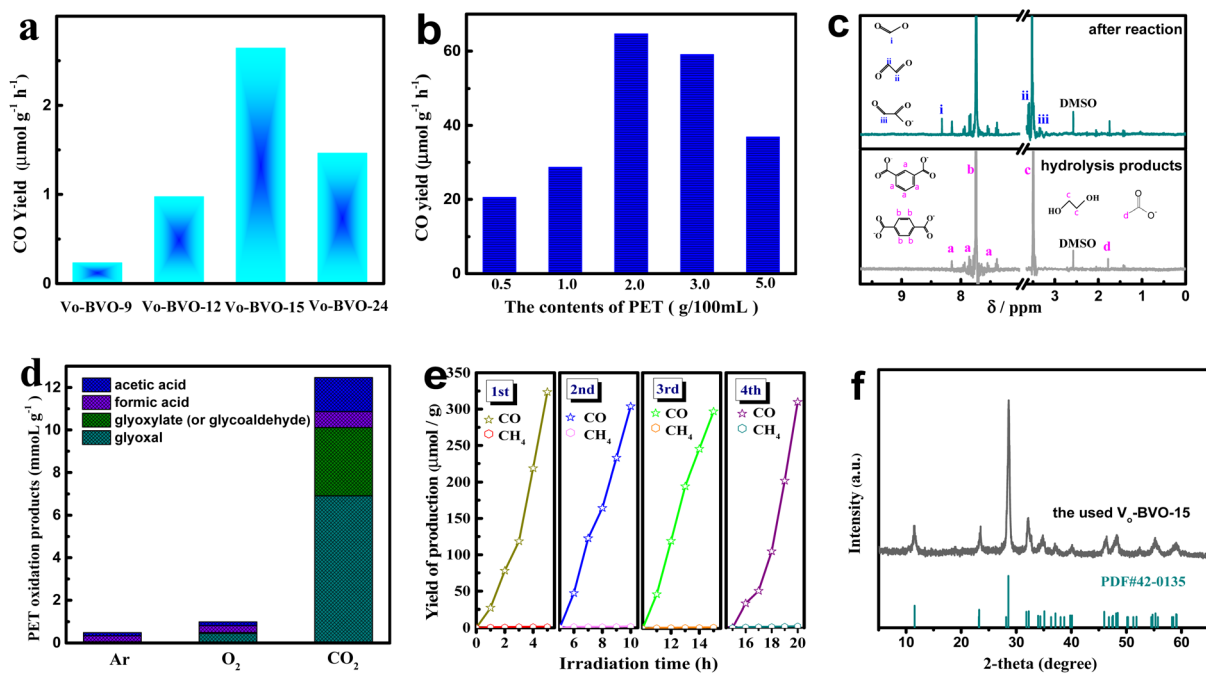 a
CO Yield (μmol g⁻¹ h⁻¹)
2
1
0
Vo-BVO-9 Vo-BVO-12 Vo-BVO-15 Vo-BVO-24
b
CO yield (μmol g⁻¹ h⁻¹)
60
40
20
0
0.5 1.0 2.0 3.0 5.0
The contents of PET ( g/100mL )
c
after reaction
O O⁻
i
ii
O O
ii
O O
iii O⁻
i ii iii DMSO
hydrolysis products
O O
⁻O O⁻
a
a a
a
O O⁻
⁻O O
b b
b b
b c
c OH
HO c
O
d O⁻
a a a DMSO d
9 8 3 2 1 0
δ / ppm
d
PET oxidation products (mmoL g⁻¹)
12
10
8
6
4
2
0
acetic acid
formic acid
glyoxylate (or glycoaldehyde)
glyoxal
Ar O₂ CO₂
e
Yield of production (μmol / g)
350
300
250
200
150
100
50
0
1st 2nd 3rd 4th
CO CO CO CO
CH₄ CH₄ CH₄ CH₄
0 2 4 6 8 10 12 14 16 18 20
Irradiation time (h)
f
Intensity (a.u.)
the used Vₒ-BVO-15
PDF#42-0135
10 20 30 40 50 60
2-theta (degree)